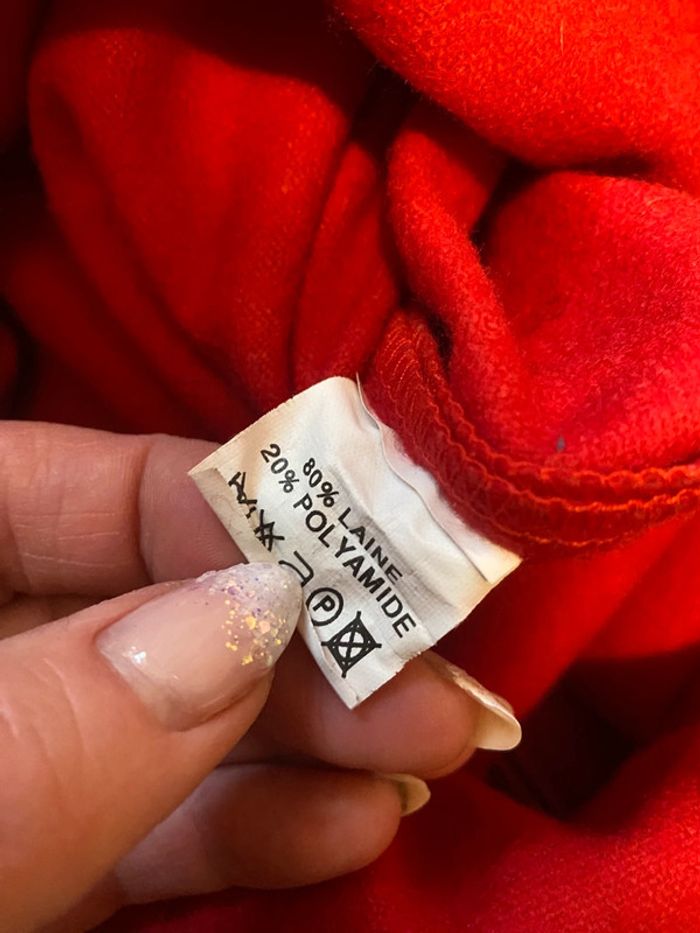 80% LAINE
20% POLYAMIDE
P